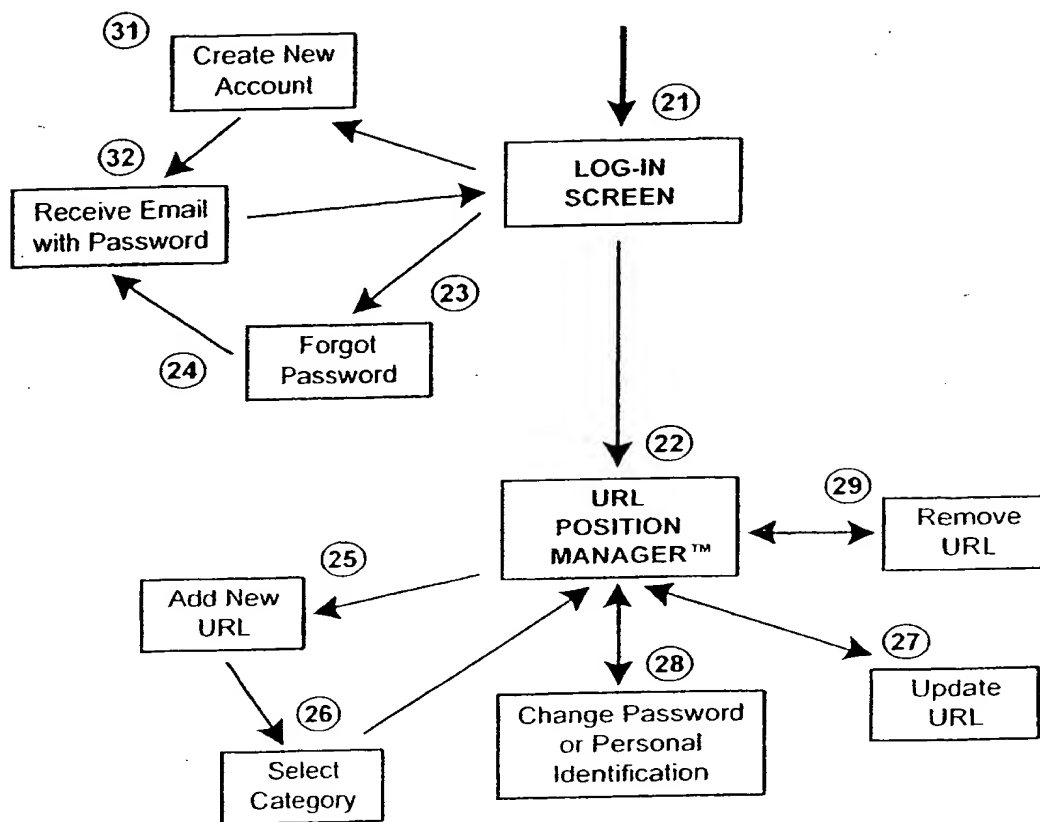 31
Create New
Account
21
LOG-IN
SCREEN
32
Receive Email
with Password
23
Forgot
Password
24
22
URL
POSITION
MANAGER™
29
Remove
URL
25
Add New
URL
28
Change Password
or Personal
Identification
27
Update
URL
26
Select
Category